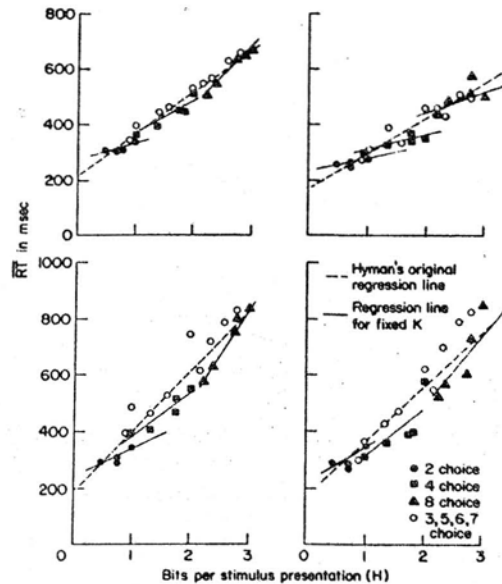 800
600
400
200
0
1000
800
600
400
200
0
1
2
3
0
1
2
3
RT in msec
Bits per stimulus presentation (H)
Hyman's original
regression line
Regression line
for fixed K
2 choice
4 choice
8 choice
3,5,6,7
choice